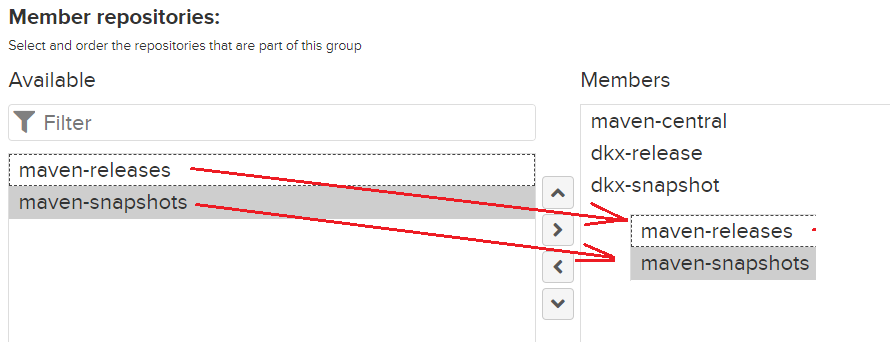 Member repositories:
Select and order the repositories that are part of this group
Available
Filter
maven-releases
maven-snapshots
Members
maven-central
dkx-release
dkx-snapshot
maven-releases
maven-snapshots